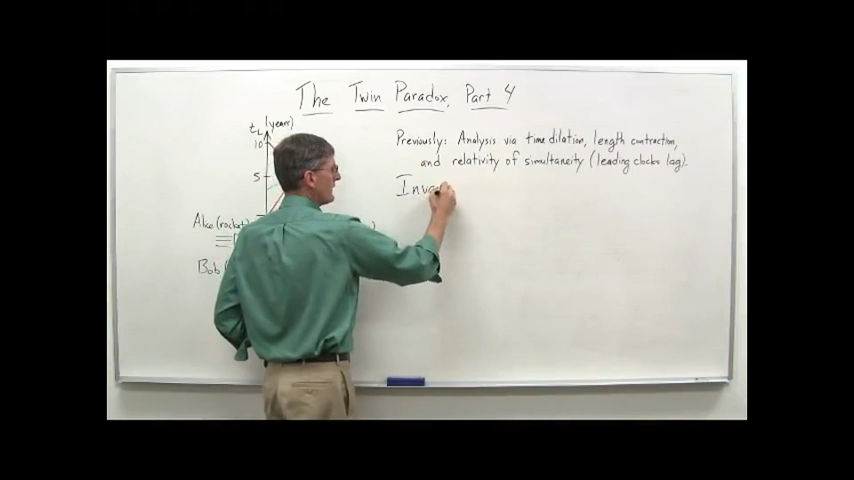 The Twin Paradox, Part 4
t_L (years)
10
5
Previously: Analysis via time dilation, length contraction,
and relativity of simultaneity (leading clocks lag).
Inva
Alice (rocket)
Bob